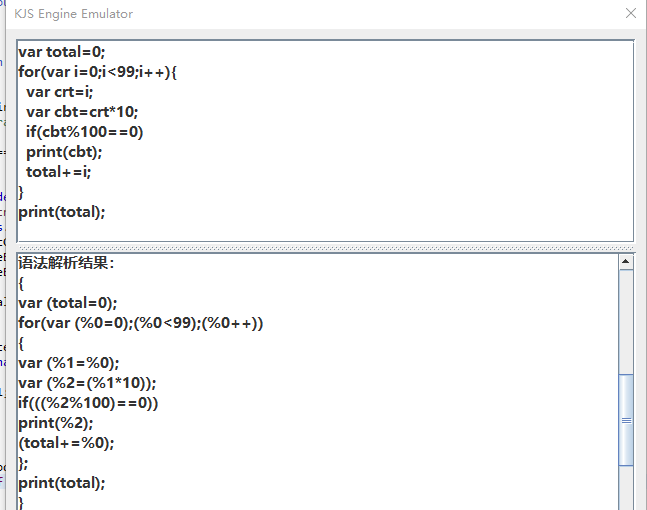 KJS Engine Emulator
var total=0;
for(var i=0;i<99;i++){
  var crt=i;
  var cbt=crt*10;
  if(cbt%100==0)
  print(cbt);
  total+=i;
}
print(total);
语法解析结果：
{
var (total=0);
for(var (%0=0);(%0<99);(%0++))
{
var (%1=%0);
var (%2=(%1*10));
if(((%2%100)==0))
print(%2);
(total+=%0);
};
print(total);
}